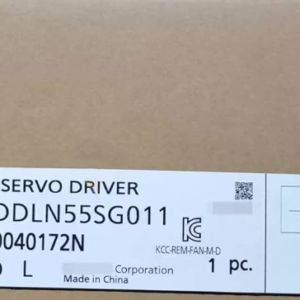 SERVO DRIVER
DDLN55SG011
0040172N
KC
KCC-REM-FAN-M-D
L
Corporation
1 pc.
Made in China